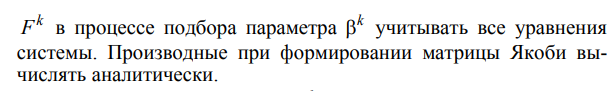 F^k в процессе подбора параметра β^k учитывать все уравнения
системы. Производные при формировании матрицы Якоби вы-
числять аналитически.